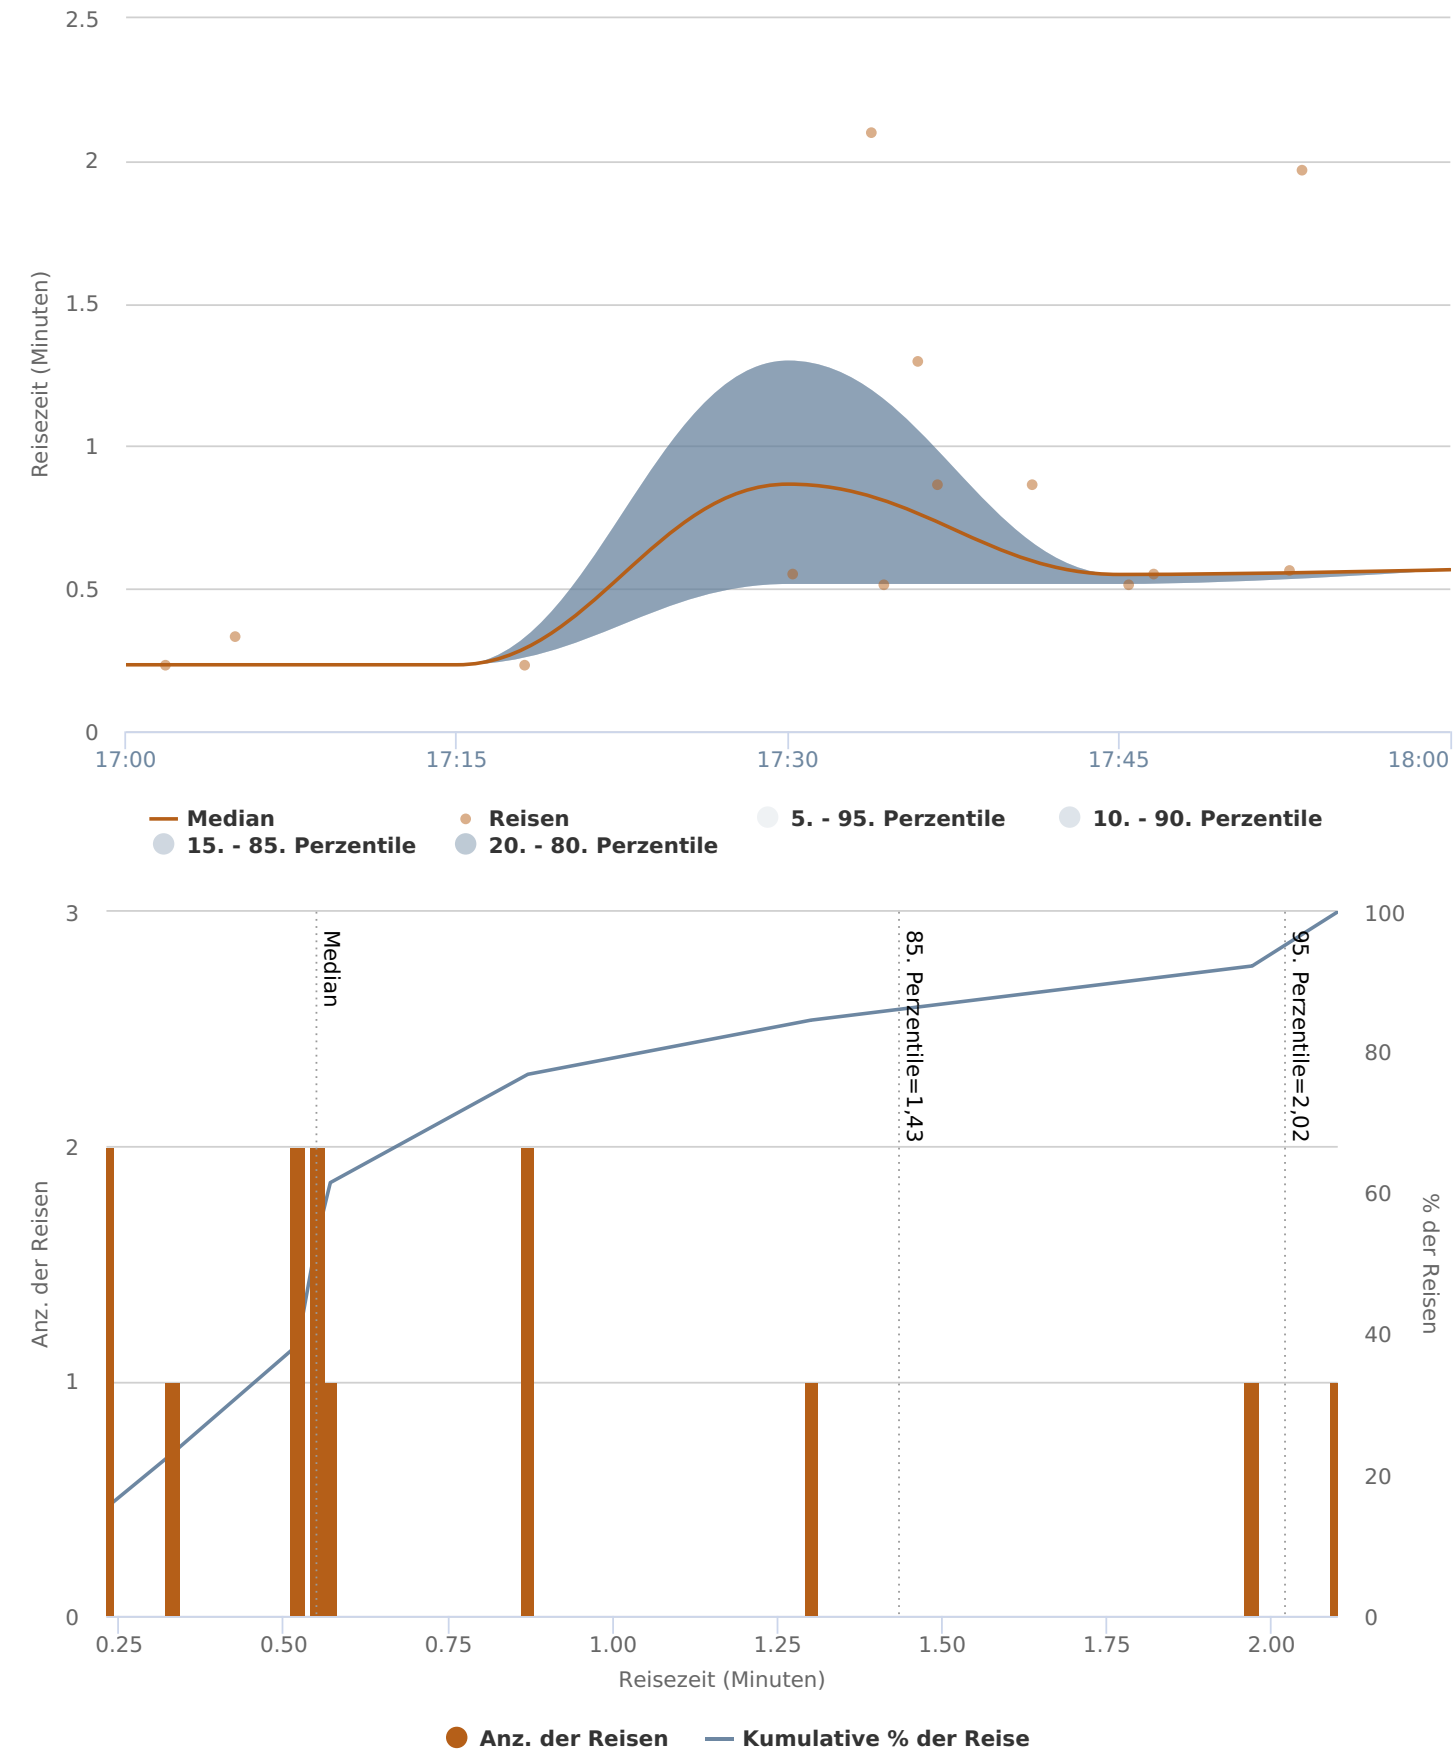 2.5
2
1.5
1
0.5
0
Reisezeit (Minuten)
17:00 17:15 17:30 17:45 18:00
Median Reisen 5. - 95. Perzentile 10. - 90. Perzentile
15. - 85. Perzentile 20. - 80. Perzentile
3
2
1
0
Anz. der Reisen
Median
85. Perzentile=1,43
95. Perzentile=2,02
100
80
60
40
20
0
% der Reisen
0.25 0.50 0.75 1.00 1.25 1.50 1.75 2.00
Reisezeit (Minuten)
Anz. der Reisen Kumulative % der Reise